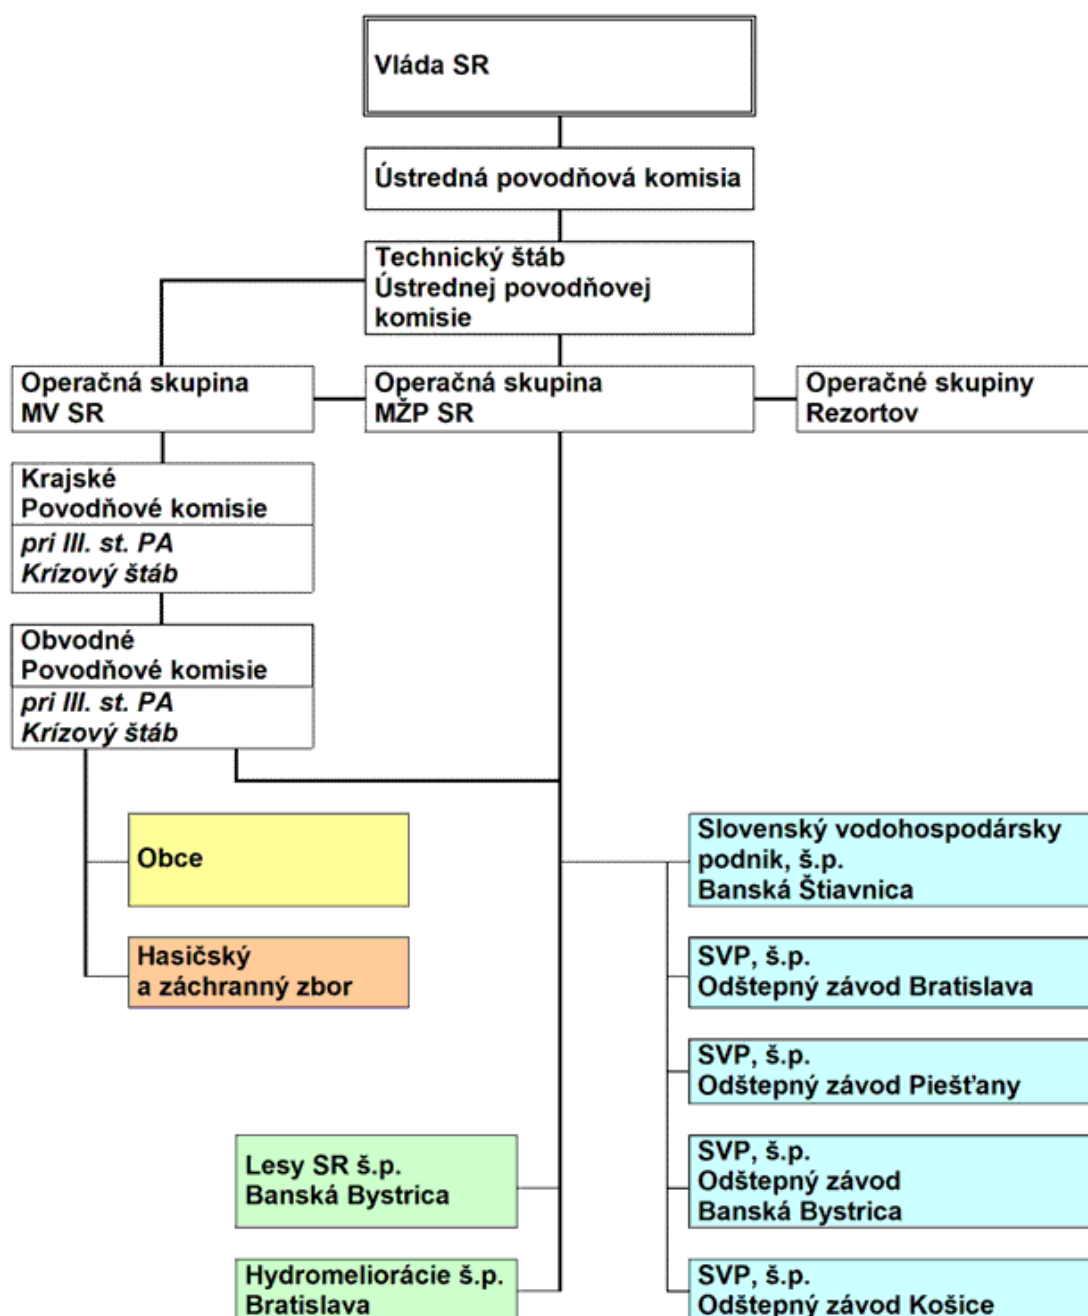 Vláda SR
Ústredná povodňová komisia
Technický štáb
Ústrednej povodňovej
komisie
Operačná skupina
MV SR
Operačná skupina
MŽP SR
Operačné skupiny
Rezortov
Krajské
Povodňové komisie
pri III. st. PA
Krízový štáb
Obvodné
Povodňové komisie
pri III. st. PA
Krízový štáb
Obce
Hasičský
a záchranný zbor
Slovenský vodohospodársky
podnik, š.p.
Banská Štiavnica
SVP, š.p.
Odštepný závod Bratislava
SVP, š.p.
Odštepný závod Piešťany
Lesy SR š.p.
Banská Bystrica
SVP, š.p.
Odštepný závod
Banská Bystrica
Hydromeliorácie š.p.
Bratislava
SVP, š.p.
Odštepný závod Košice